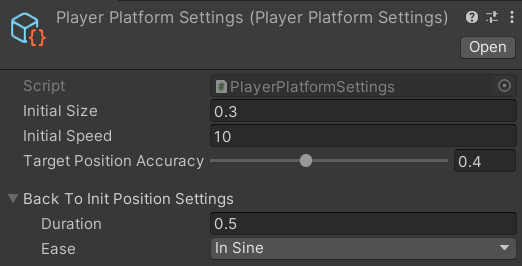 Player Platform Settings (Player Platform Settings)
Open
Script PlayerPlatformSettings
Initial Size 0.3
Initial Speed 10
Target Position Accuracy 0.4
Back To Init Position Settings
Duration 0.5
Ease In Sine